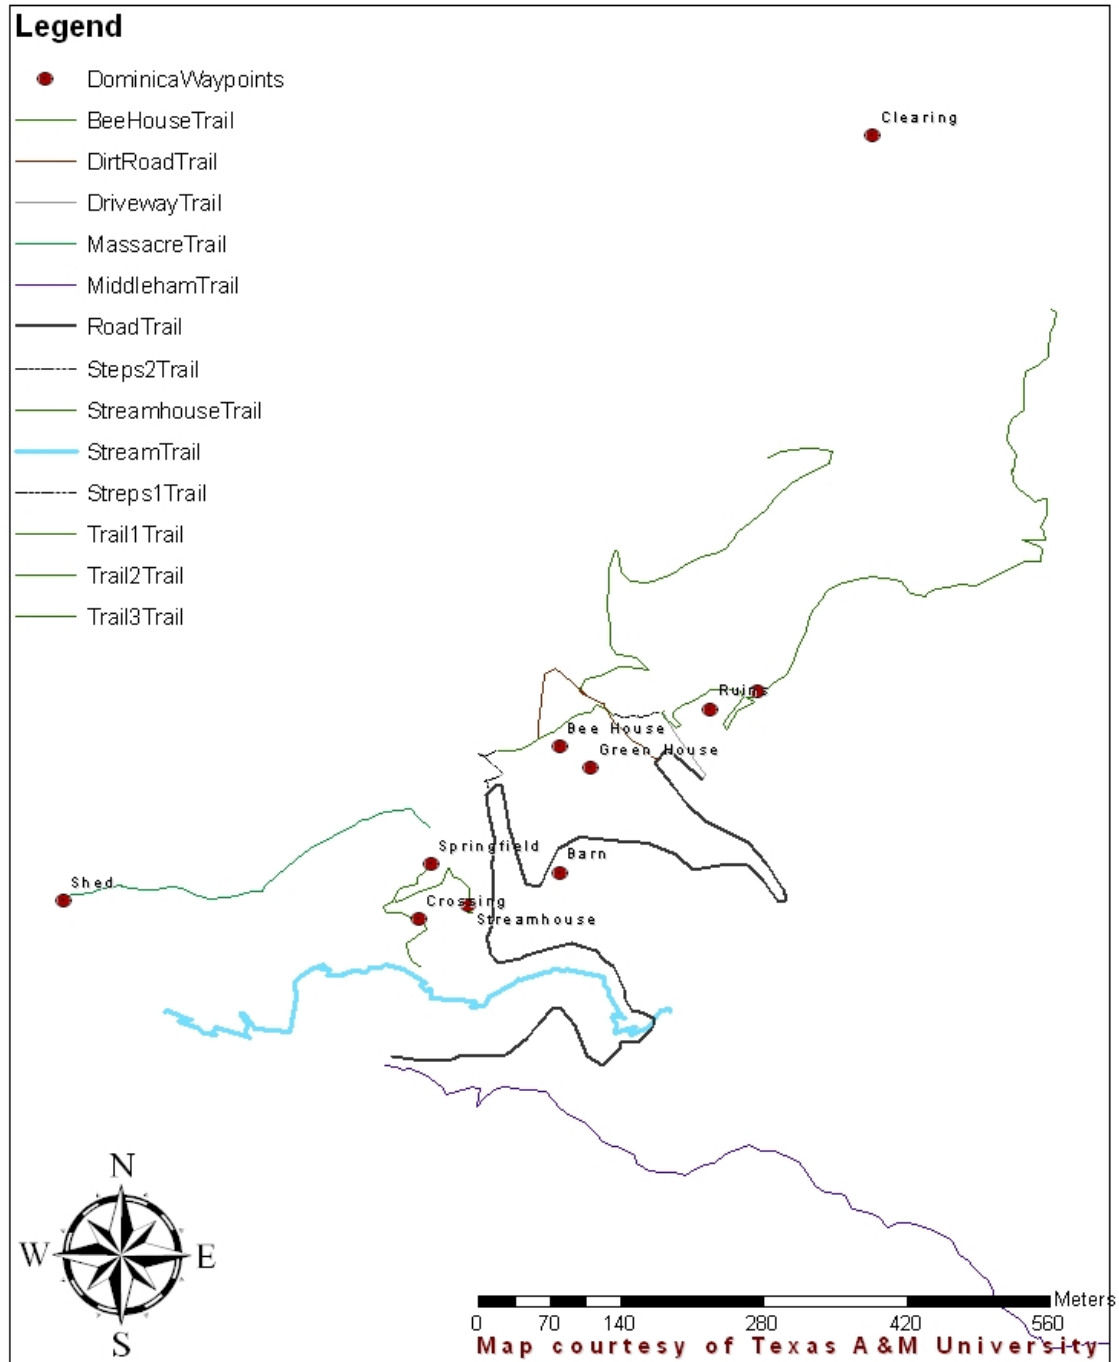 Legend
DominicaWaypoints
BeeHouseTrail
DirtRoadTrail
DrivewayTrail
MassacreTrail
MiddlehamTrail
RoadTrail
Steps2Trail
StreamhouseTrail
StreamTrail
Streps1Trail
Trail1Trail
Trail2Trail
Trail3Trail
Clearing
Ruins
Bee House
Green House
Springfield
Barn
Shed
Crossing
Streamhouse
N
W E
S
Meters
0 70 140 280 420 560
Map courtesy of Texas A&M University